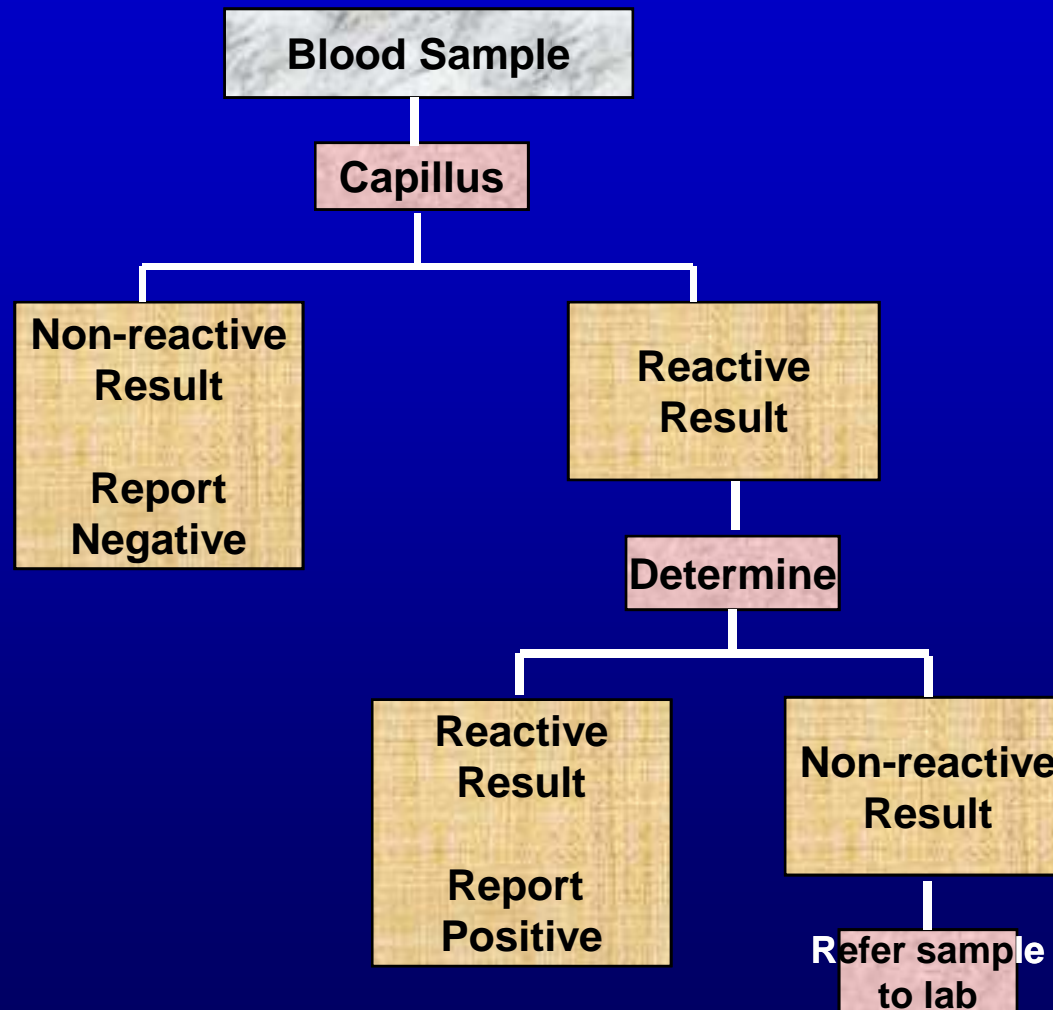 Blood Sample
Capillus
Non-reactive
Result
Report
Negative
Reactive
Result
Determine
Reactive
Result
Report
Positive
Non-reactive
Result
Refer sample
to lab